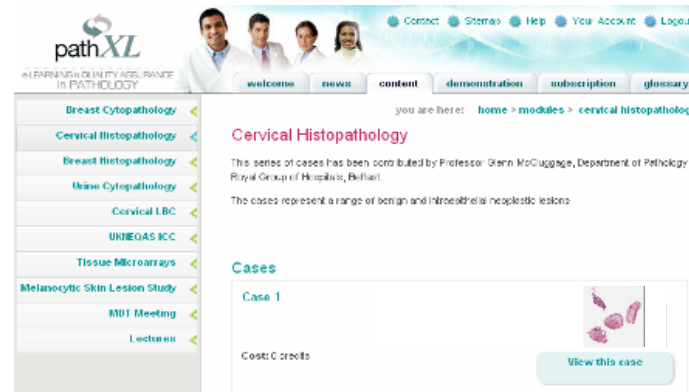 Contact Sitemap Help Your Account Logou
pathXL
e-LEARNING & QUALITY ASSURANCE
IN PATHOLOGY
welcome news content demonstration subscription glossary
you are here: home > modules > cervical histopatholog
Breast Cytopathology
Cervical Histopathology
Breast Histopathology
Urine Cytopathology
Cervical LBC
UKNEQAS ICC
Tissue Microarrays
Melanocytic Skin Lesion Study
MDT Meeting
Lectures
Cervical Histopathology
This series of cases has been contributed by Professor Glenn McCluggage, Department of Pathology
Royal Group of Hospitals, Belfast.
The cases represent a range of benign and intraepithelial neoplastic lesions
Cases
Case 1
Cost: 0 credits
View this case